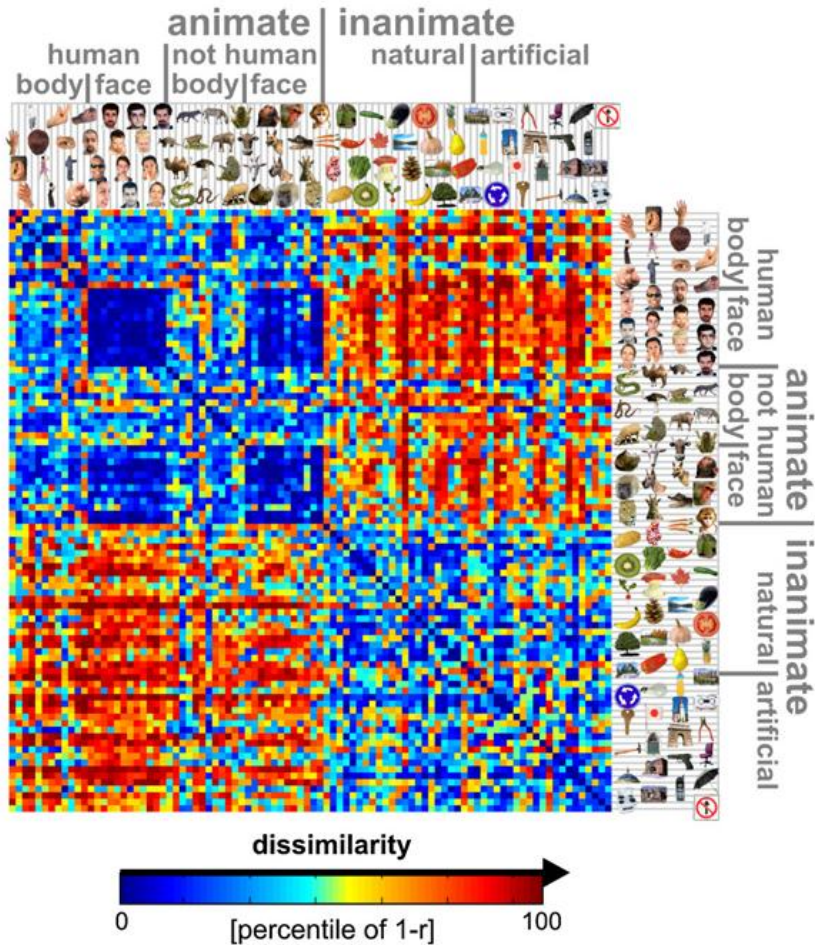 animate inanimate
human not human natural artificial
body face body face
human
body face
animate
not human
body face
inanimate
natural artificial
dissimilarity
0 100
[percentile of 1-r]